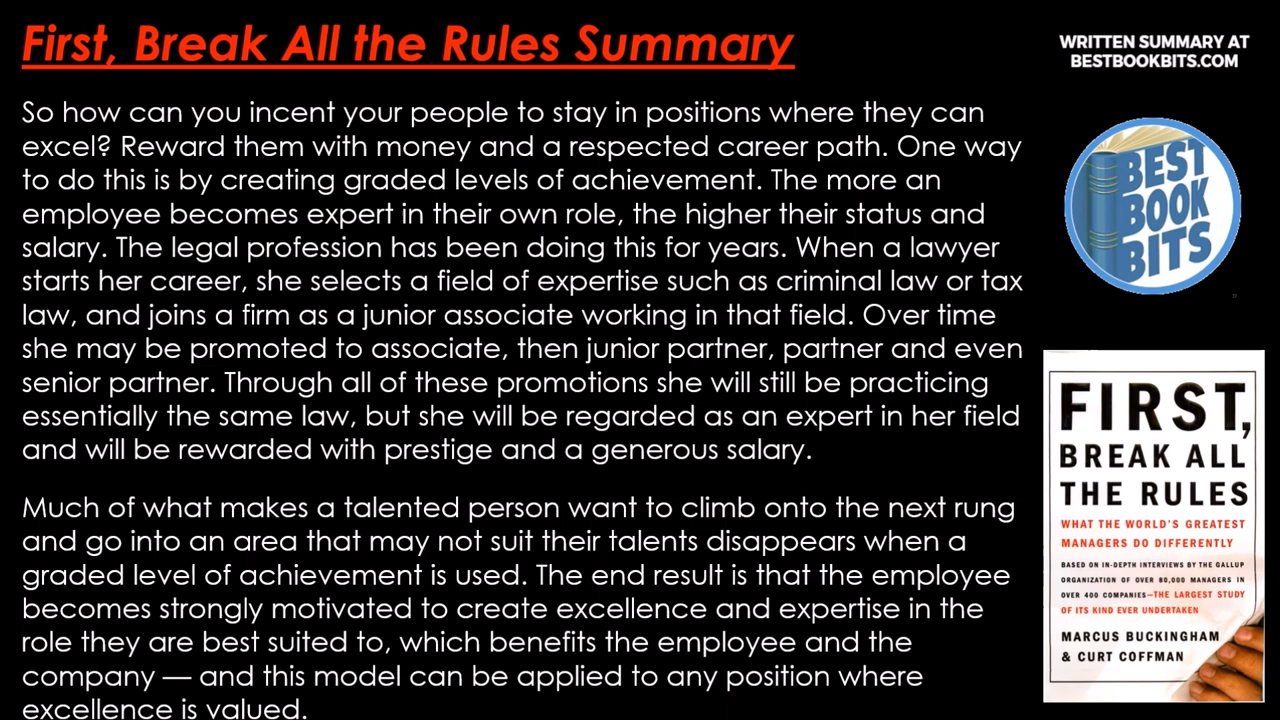 First, Break All the Rules Summary
So how can you incent your people to stay in positions where they can
excel? Reward them with money and a respected career path. One way
to do this is by creating graded levels of achievement. The more an
employee becomes expert in their own role, the higher their status and
salary. The legal profession has been doing this for years. When a lawyer
starts her career, she selects a field of expertise such as criminal law or tax
law, and joins a firm as a junior associate working in that field. Over time
she may be promoted to associate, then junior partner, partner and even
senior partner. Through all of these promotions she will still be practicing
essentially the same law, but she will be regarded as an expert in her field
and will be rewarded with prestige and a generous salary.
Much of what makes a talented person want to climb onto the next rung
and go into an area that may not suit their talents disappears when a
graded level of achievement is used. The end result is that the employee
becomes strongly motivated to create excellence and expertise in the
role they are best suited to, which benefits the employee and the
company — and this model can be applied to any position where
excellence is valued.
WRITTEN SUMMARY AT
BESTBOOKBITS.COM
BEST
BOOK
BITS
FIRST,
BREAK ALL
THE RULES
WHAT THE WORLD'S GREATEST
MANAGERS DO DIFFERENTLY
BASED ON IN-DEPTH INTERVIEWS BY THE GALLUP
ORGANIZATION OF OVER 80,000 MANAGERS IN
OVER 400 COMPANIES—THE LARGEST STUDY
OF ITS KIND EVER UNDERTAKEN
MARCUS BUCKINGHAM
& CURT COFFMAN